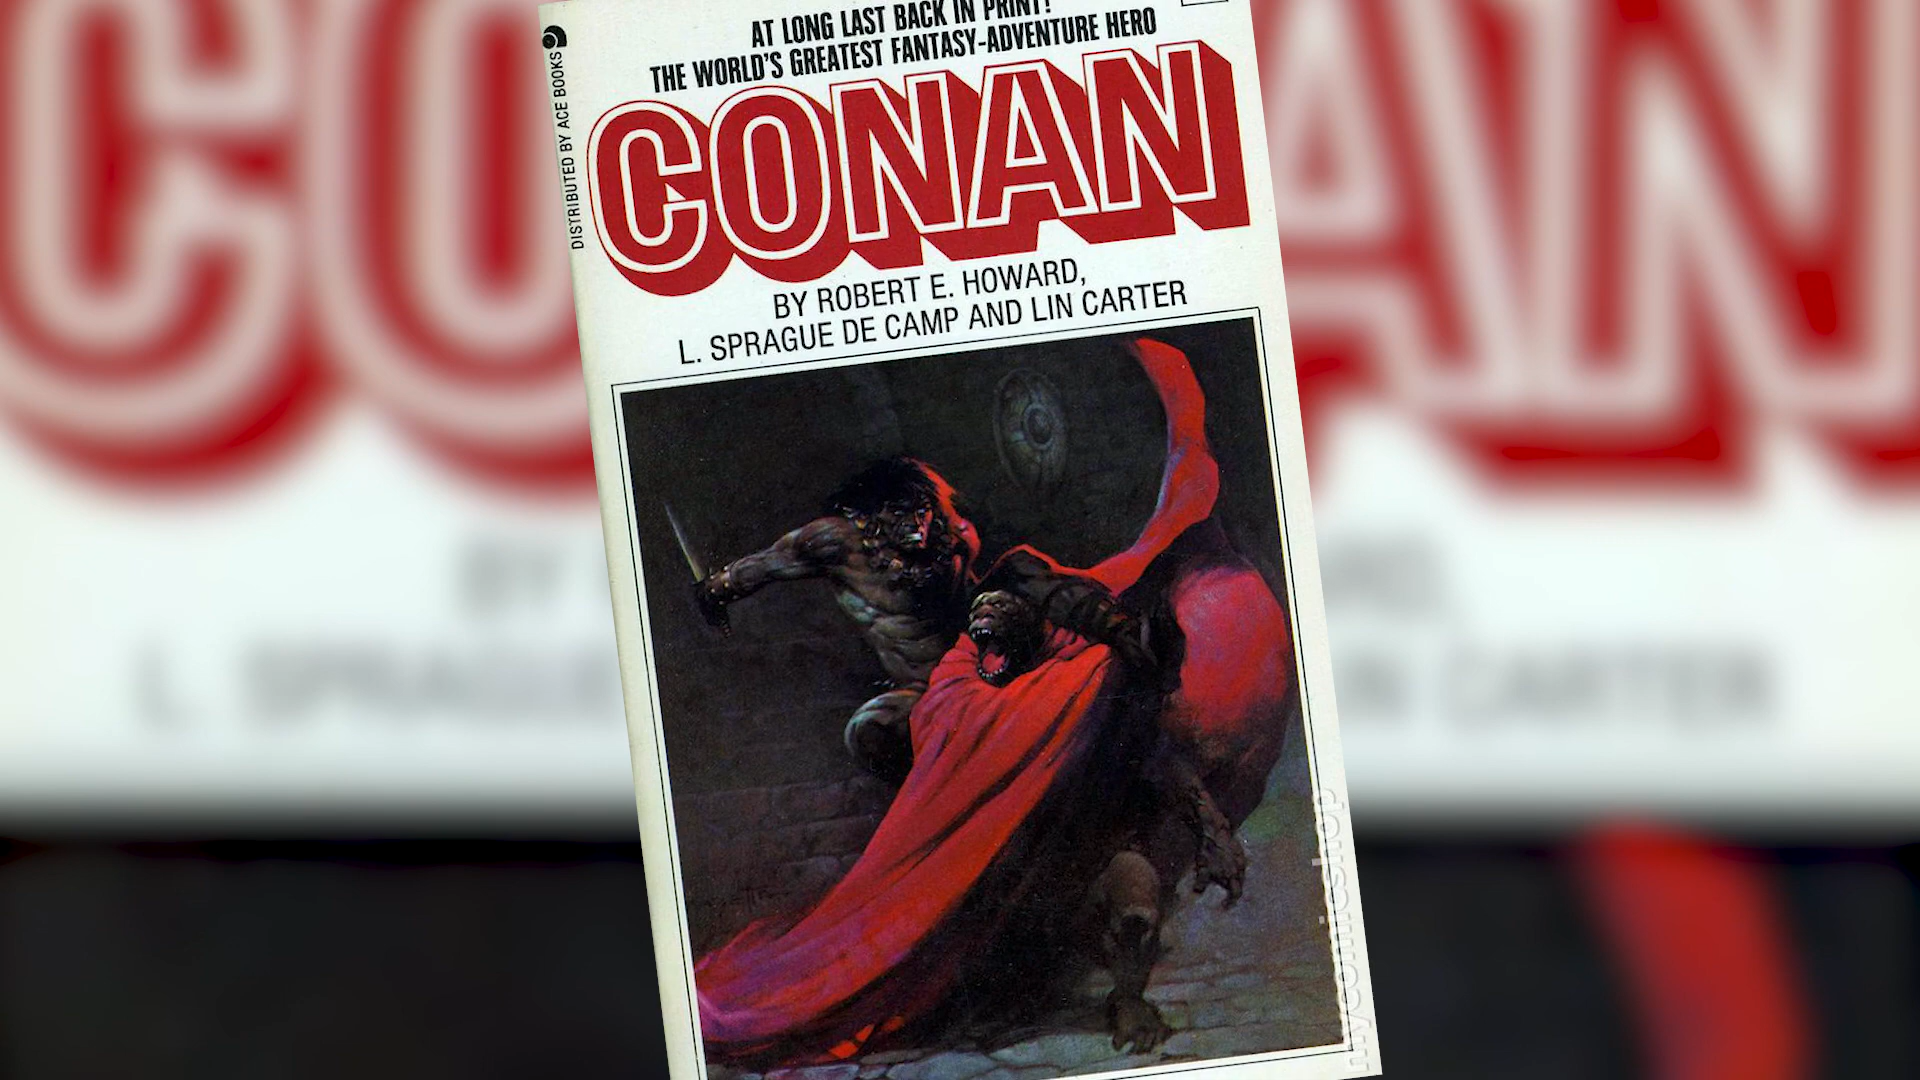 AT LONG LAST BACK IN PRINT!
THE WORLD'S GREATEST FANTASY-ADVENTURE HERO
CONAN
BY ROBERT E. HOWARD,
L. SPRAGUE DE CAMP AND LIN CARTER
DISTRIBUTED BY ACE BOOKS
mycomicshop